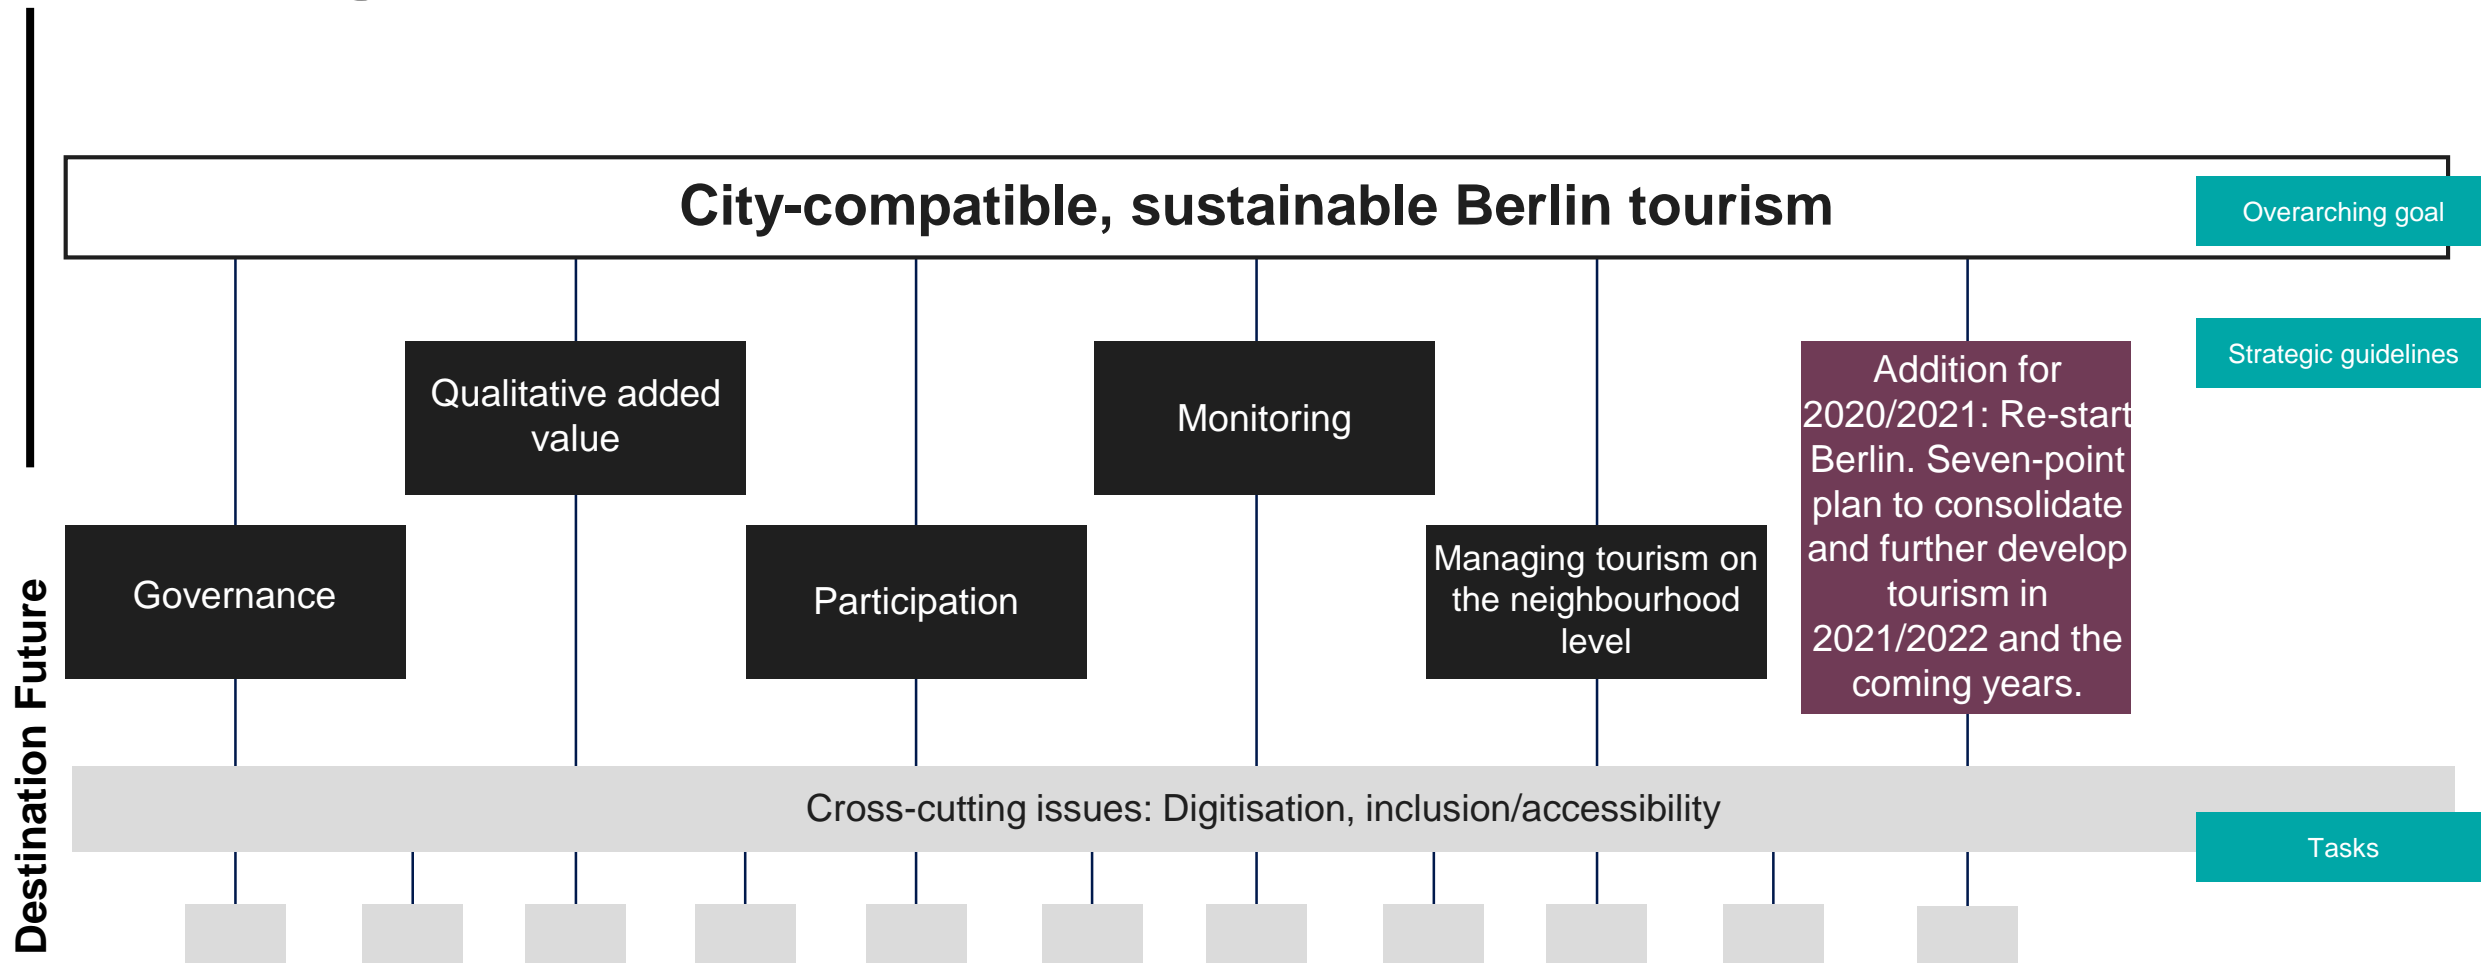 City-compatible, sustainable Berlin tourism
Overarching goal
Strategic guidelines
Qualitative added
value
Monitoring
Addition for
2020/2021: Re-start
Berlin. Seven-point
plan to consolidate
and further develop
tourism in
2021/2022 and the
coming years.
Governance
Participation
Managing tourism on
the neighbourhood
level
Destination Future
Cross-cutting issues: Digitisation, inclusion/accessibility
Tasks